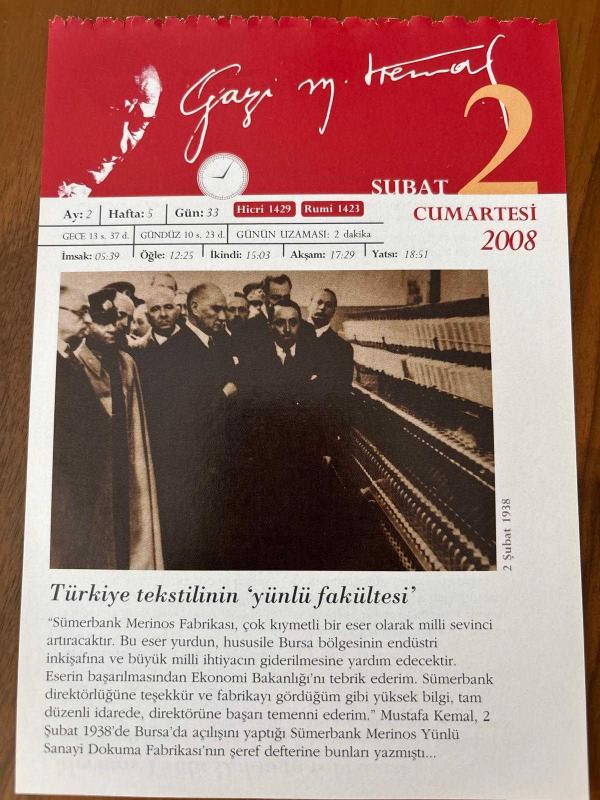 Gazi M. Kemal
ŞUBAT 2
CUMARTESİ
2008
Ay: 2 Hafta: 5 Gün: 33 Hicri 1429 Rumi 1423
GECE 13 s. 37 d. GÜNDÜZ 10 s. 23 d. GÜNÜN UZAMASI: 2 dakika
İmsak: 05:39 Öğle: 12:25 İkindi: 15:03 Akşam: 17:29 Yatsı: 18:51
2 Şubat 1938
Türkiye tekstilinin ‘yünlü fakültesi’
“Sümerbank Merinos Fabrikası, çok kıymetli bir eser olarak milli sevinci
artıracaktır. Bu eser yurdun, hususile Bursa bölgesinin endüstri
inkişafına ve büyük milli ihtiyacın giderilmesine yardım edecektir.
Eserin başarılmasından Ekonomi Bakanlığı’nı tebrik ederim. Sümerbank
direktörlüğüne teşekkür ve fabrikayı gördüğüm gibi yüksek bilgi, tam
düzenli idarede, direktörüne başarı temenni ederim.” Mustafa Kemal, 2
Şubat 1938’de Bursa’da açılışını yaptığı Sümerbank Merinos Yünlü
Sanayi Dokuma Fabrikası’nın şeref defterine bunları yazmıştı...